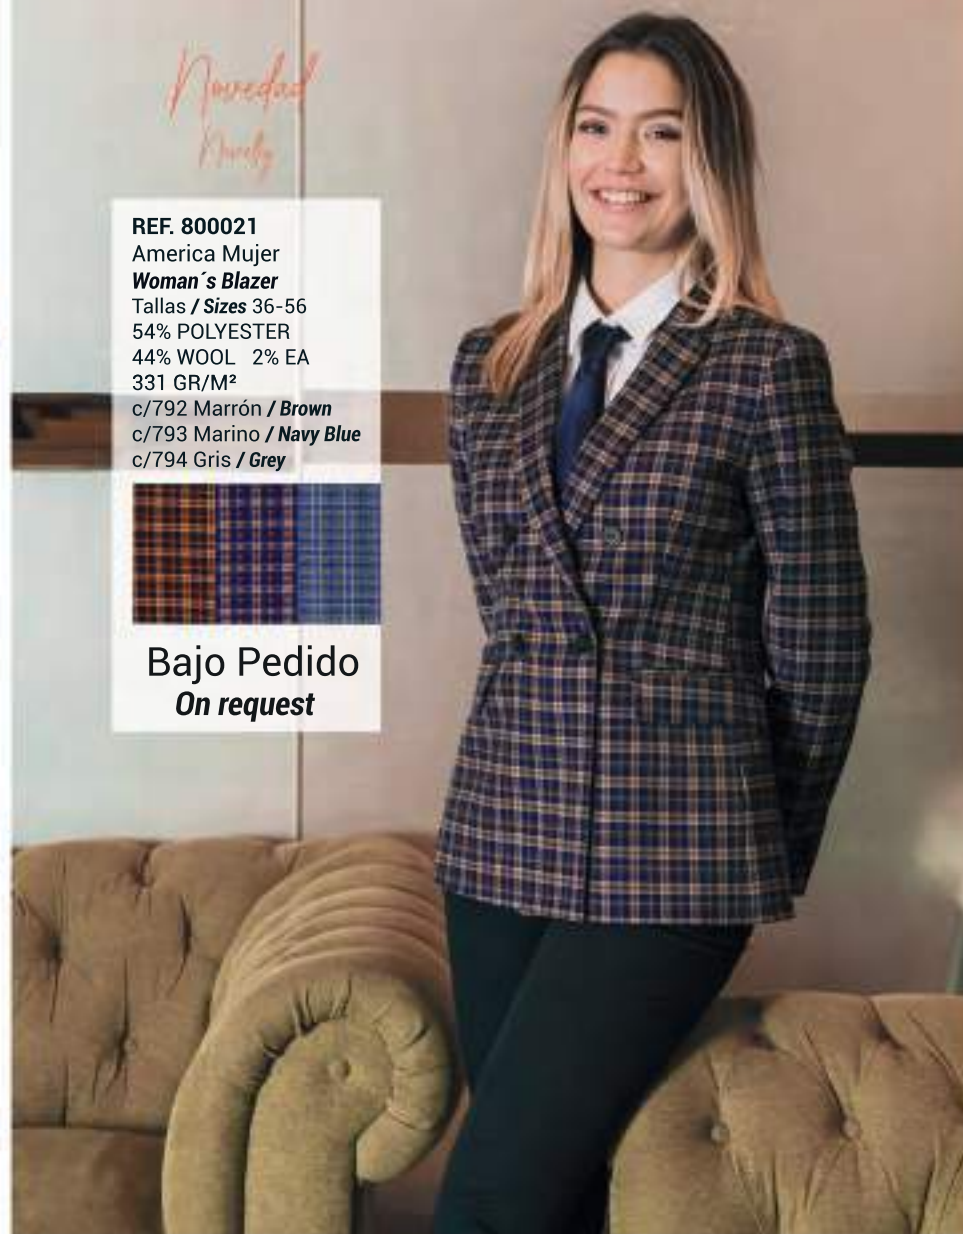 Novedad
Novelty
REF. 800021
America Mujer
Woman´s Blazer
Tallas / Sizes 36-56
54% POLYESTER
44% WOOL 2% EA
331 GR/M²
c/792 Marrón / Brown
c/793 Marino / Navy Blue
c/794 Gris / Grey
Bajo Pedido
On request